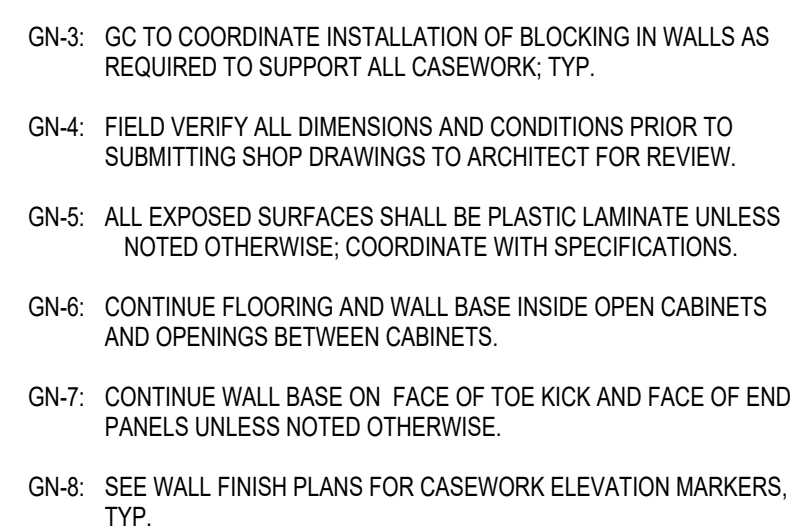 GN-3: GC TO COORDINATE INSTALLATION OF BLOCKING IN WALLS AS
REQUIRED TO SUPPORT ALL CASEWORK; TYP.
GN-4: FIELD VERIFY ALL DIMENSIONS AND CONDITIONS PRIOR TO
SUBMITTING SHOP DRAWINGS TO ARCHITECT FOR REVIEW.
GN-5: ALL EXPOSED SURFACES SHALL BE PLASTIC LAMINATE UNLESS
NOTED OTHERWISE; COORDINATE WITH SPECIFICATIONS.
GN-6: CONTINUE FLOORING AND WALL BASE INSIDE OPEN CABINETS
AND OPENINGS BETWEEN CABINETS.
GN-7: CONTINUE WALL BASE ON FACE OF TOE KICK AND FACE OF END
PANELS UNLESS NOTED OTHERWISE.
GN-8: SEE WALL FINISH PLANS FOR CASEWORK ELEVATION MARKERS,
TYP.